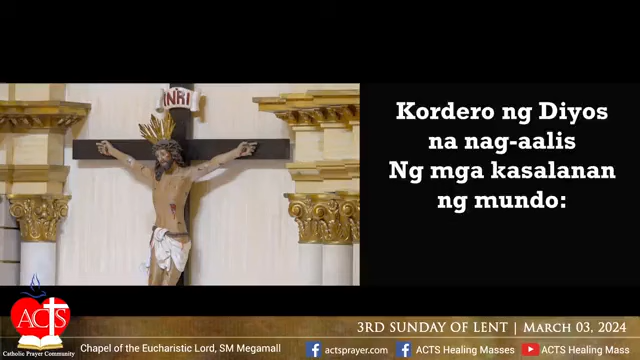 INRI
Kordero ng Diyos
na nag-aalis
Ng mga kasalanan
ng mundo:
3RD SUNDAY OF LENT | MARCH 03, 2024
ACTS
Catholic Prayer Community
Chapel of the Eucharistic Lord, SM Megamall
actsprayer.com
ACTS Healing Masses
ACTS Healing Mass